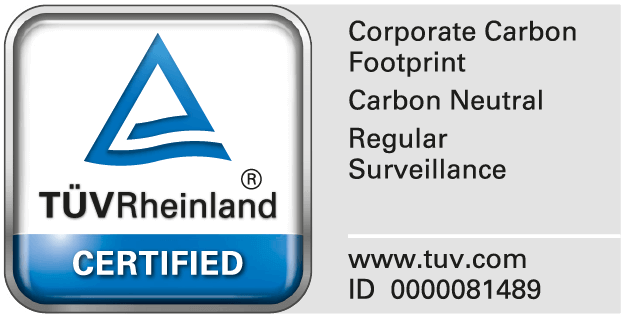 TÜVRheinland
®
CERTIFIED
Corporate Carbon
Footprint
Carbon Neutral
Regular
Surveillance
www.tuv.com
ID 0000081489